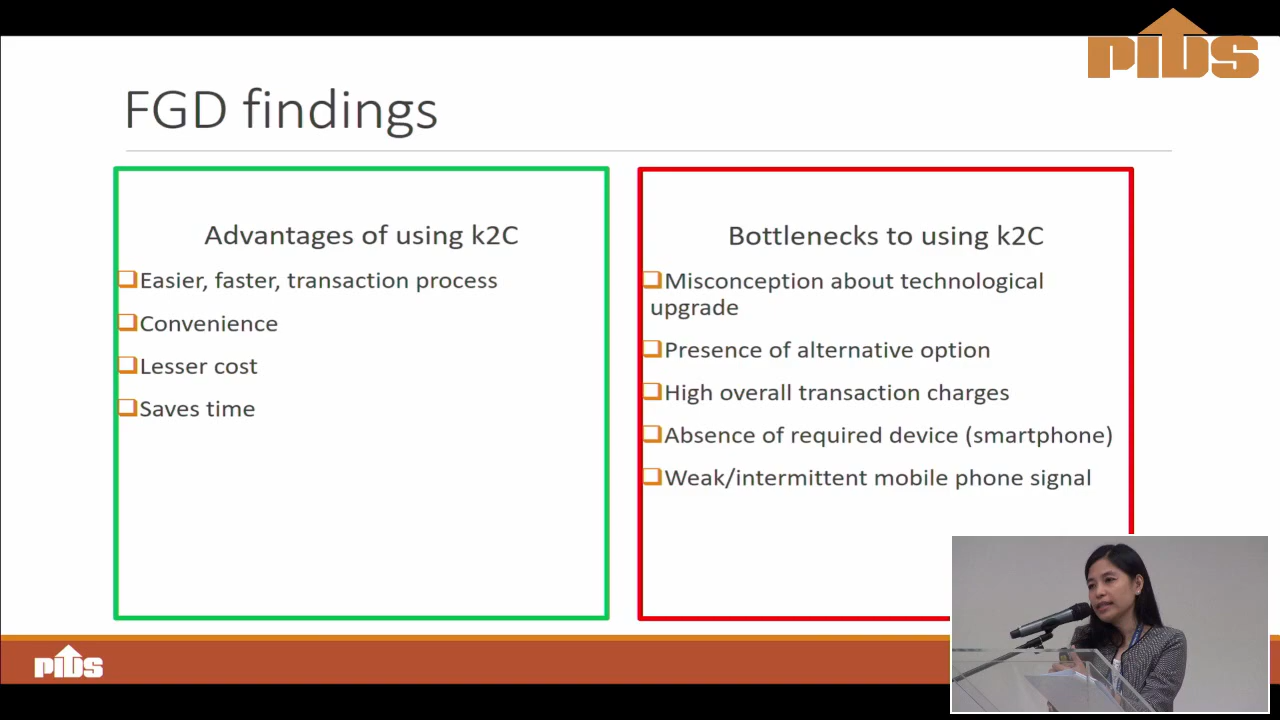 PIDS
FGD findings
Advantages of using k2C
Easier, faster, transaction process
Convenience
Lesser cost
Saves time
Bottlenecks to using k2C
Misconception about technological
upgrade
Presence of alternative option
High overall transaction charges
Absence of required device (smartphone)
Weak/intermittent mobile phone signal
PIDS